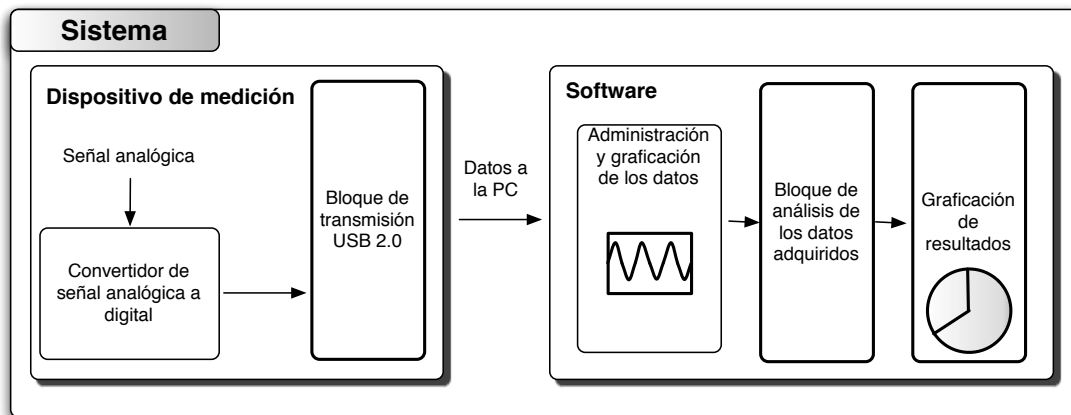 Sistema
Dispositivo de medición
Señal analógica
Convertidor de
señal analógica a
digital
Bloque de
transmisión
USB 2.0
Datos a
la PC
Software
Administración
y graficación
de los datos
Bloque de
análisis de
los datos
adquiridos
Graficación
de
resultados